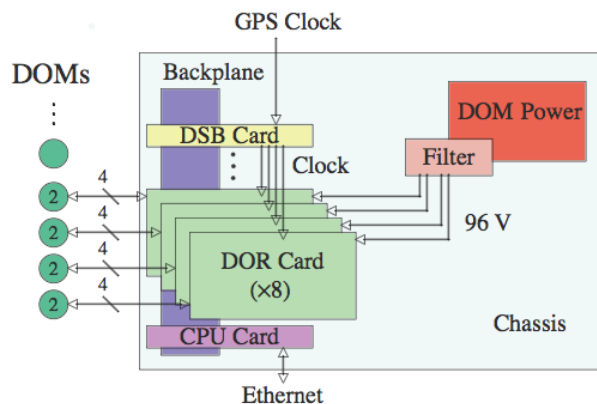 GPS Clock
DOMs
Backplane
DOM Power
DSB Card
Filter
Clock
4
2
96 V
4
2
4
2
DOR Card
(×8)
4
2
CPU Card
Chassis
Ethernet